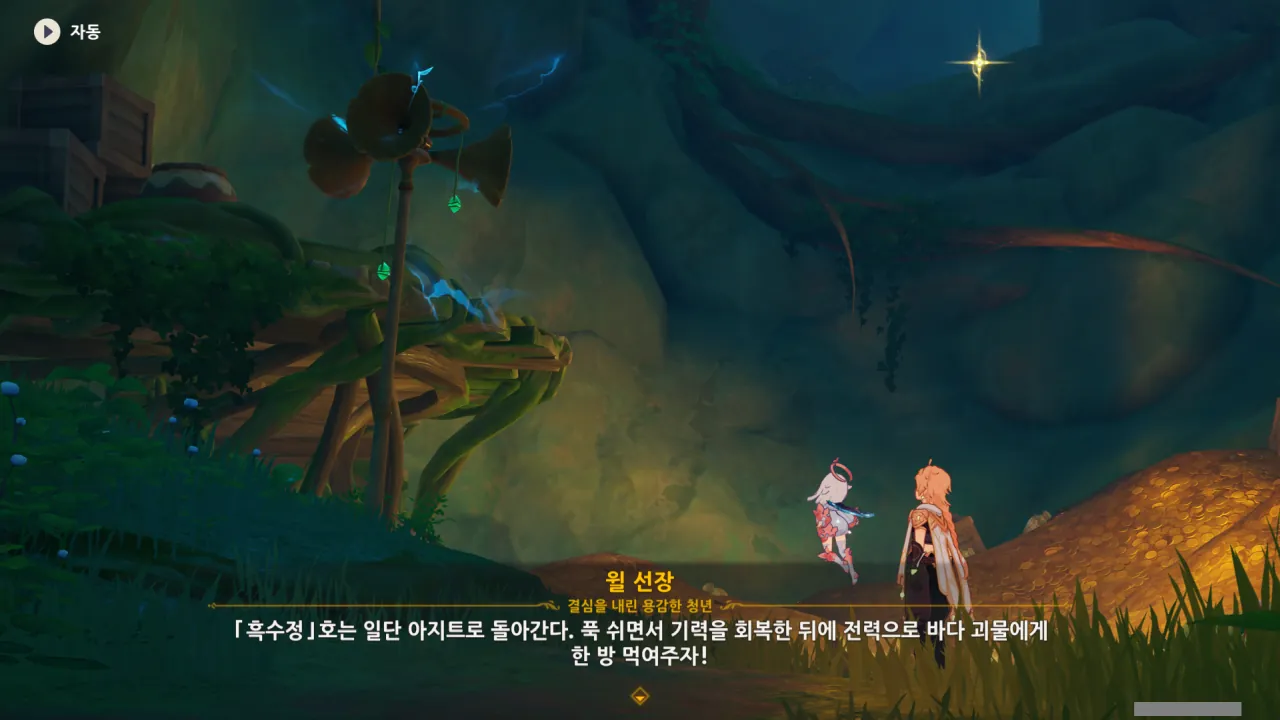 자동
윌 선장
결심을 내린 용감한 청년
「흑수정」호는 일단 아지트로 돌아간다. 푹 쉬면서 기력을 회복한 뒤에 전력으로 바다 괴물에게
한 방 먹여주자!